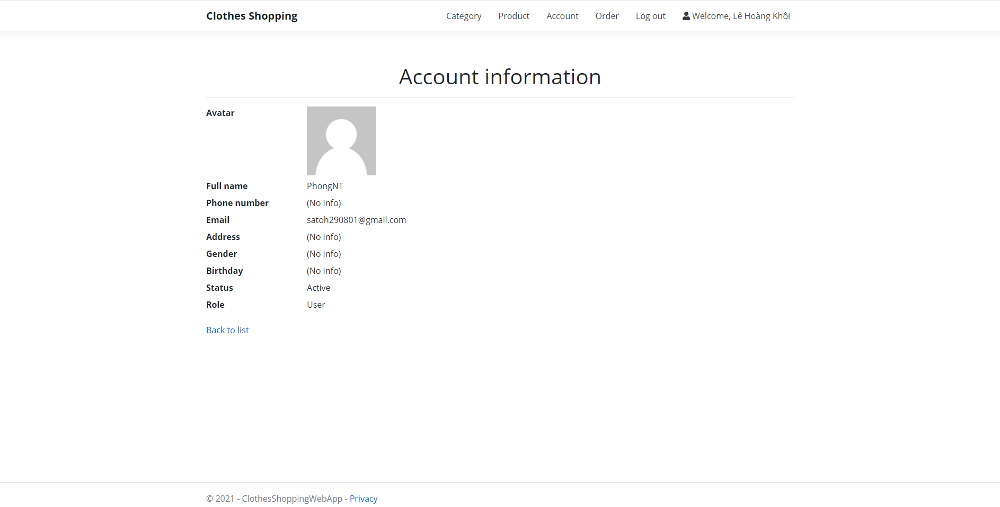 Clothes Shopping Category Product Account Order Log out Welcome, Lê Hoàng Khôi
Account information
Avatar
Full name PhongNT
Phone number (No info)
Email satoh290801@gmail.com
Address (No info)
Gender (No info)
Birthday (No info)
Status Active
Role User
Back to list
© 2021 - ClothesShoppingWebApp - Privacy